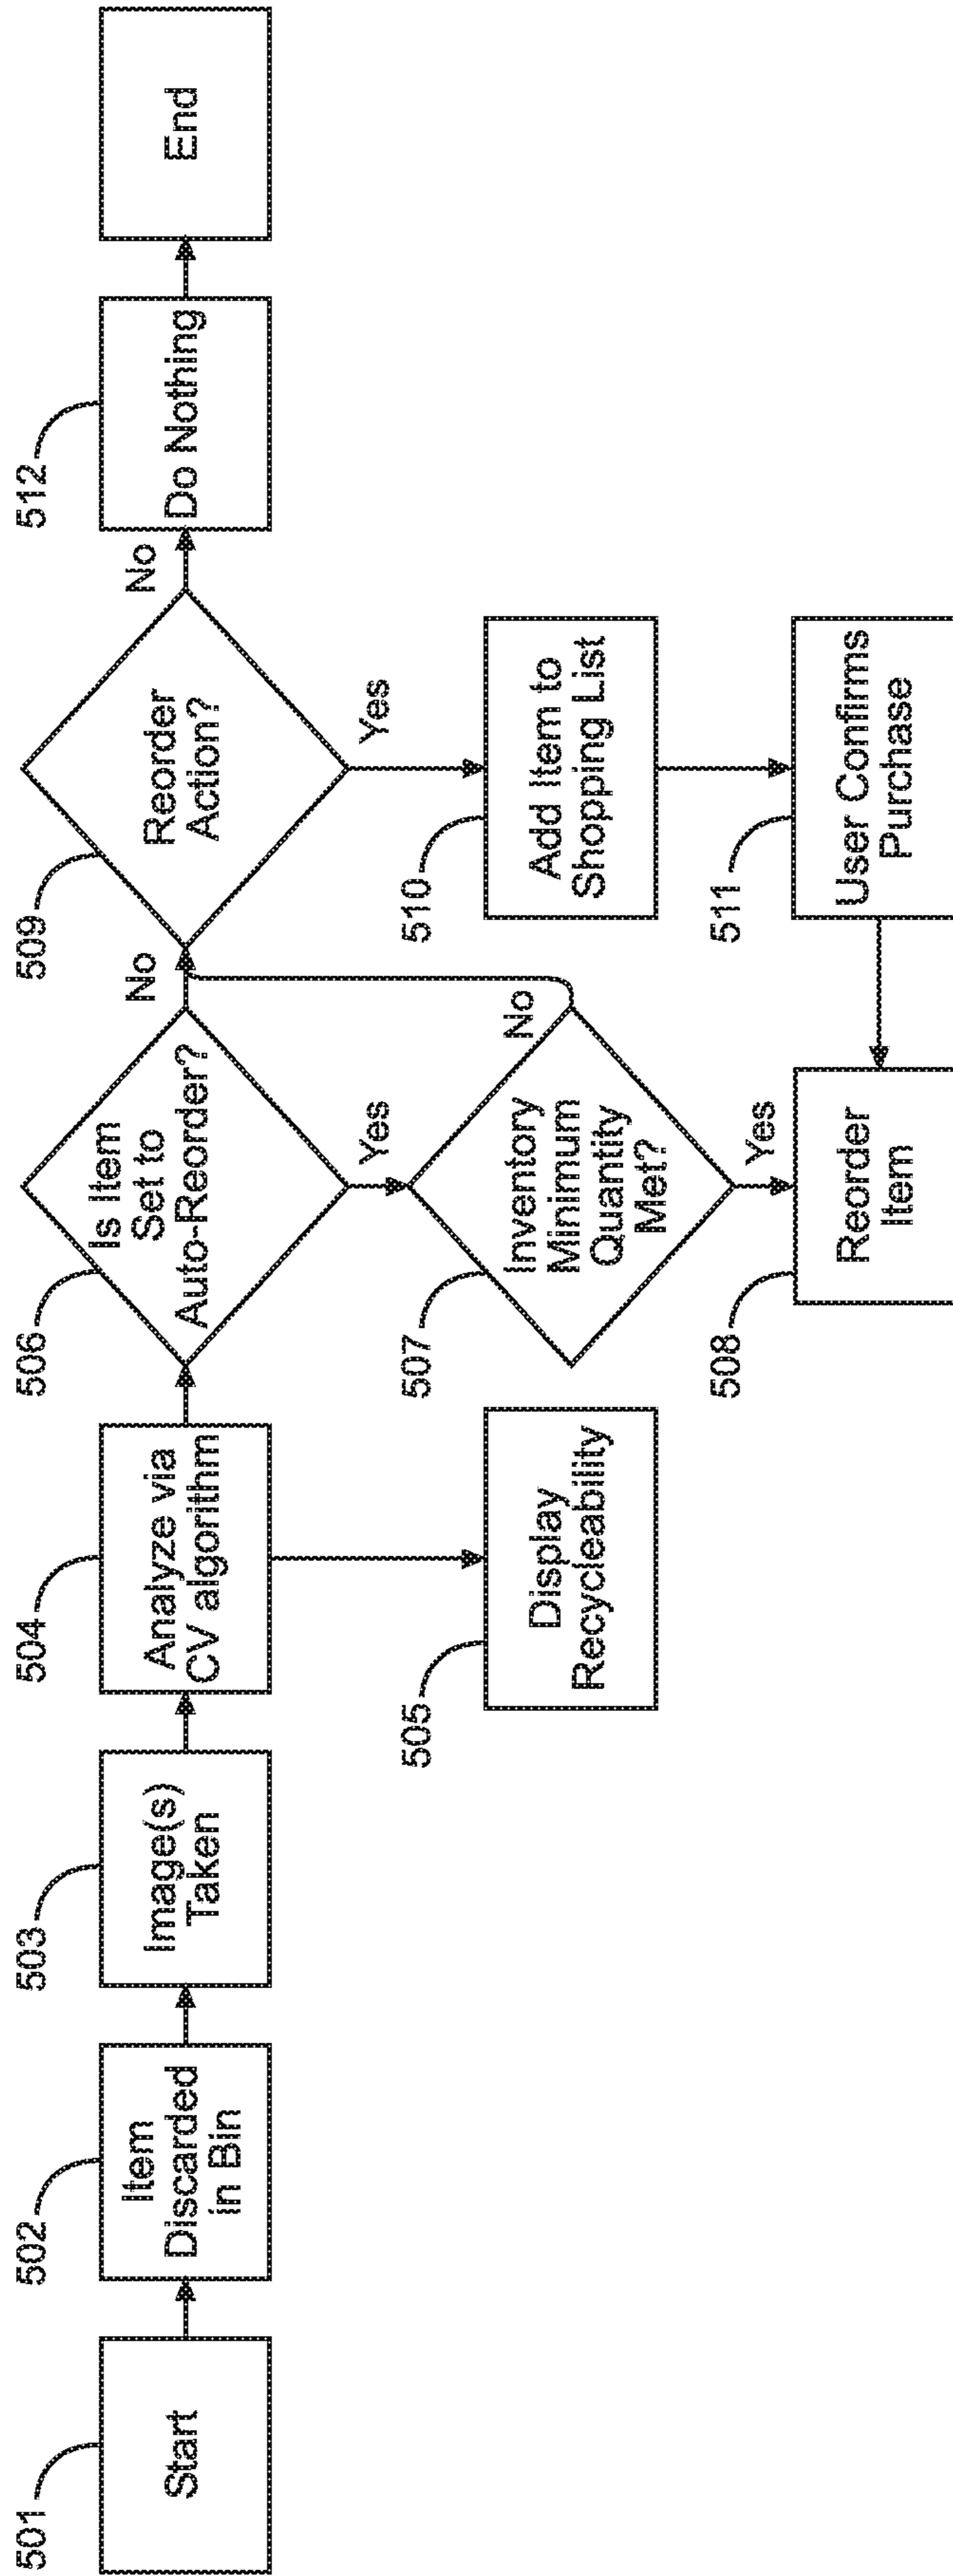 501
Start
502
Item
Discarded
in Bin
503
Image(s)
Taken
504
Analyze via
CV algorithm
505
Display
Recycleability
506
Is Item
Set to
Auto-Reorder?
No
Yes
507
Inventory
Minimum
Quantity
Met?
No
Yes
508
Reorder
Item
509
Reorder
Action?
No
Yes
510
Add Item to
Shopping List
511
User Confirms
Purchase
512
Do Nothing
End